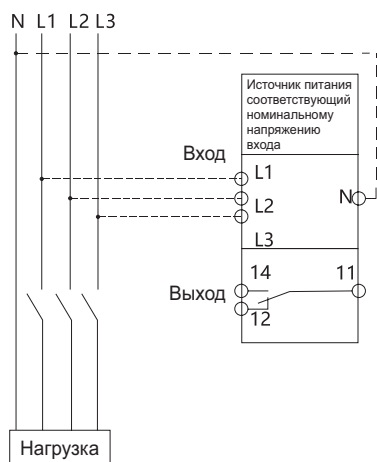 N L1 L2 L3
Источник питания
соответствующий
номинальному
напряжению
входа
Вход
L1
L2
N
L3
14
11
Выход
12
Нагрузка